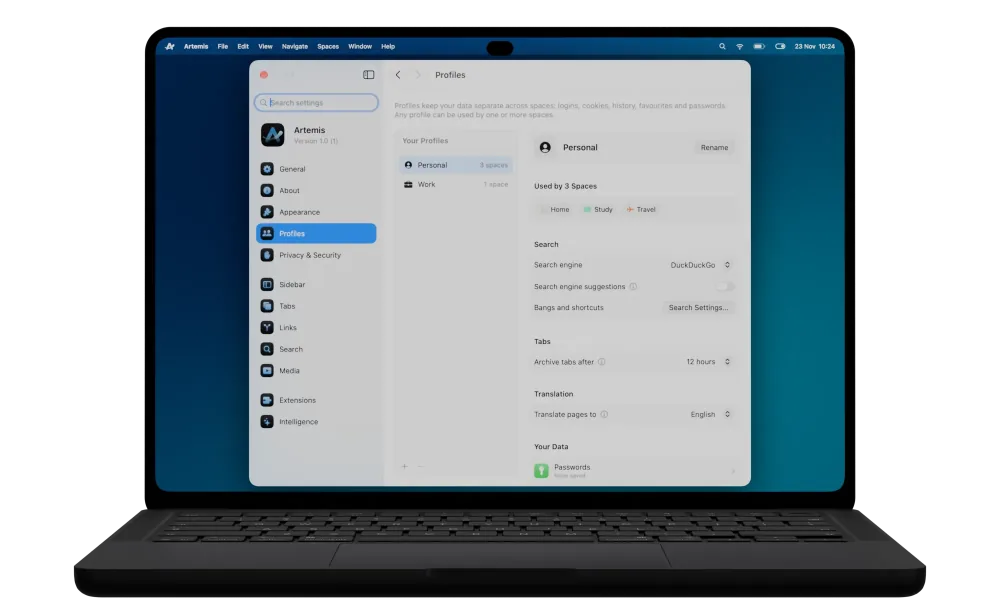 Artemis File Edit View Navigate Spaces Window Help 23 Nov 10:24
Profiles
Search settings
Artemis
Version 1.0 (1)
General
About
Appearance
Profiles
Privacy & Security
Sidebar
Tabs
Links
Search
Media
Extensions
Intelligence
Profiles keep your data separate across spaces, logins, cookies, history, favourites and passwords.
Any profile can be used by one or more spaces.
Your Profiles
Personal 3 spaces
Work 1 space
Personal Rename
Used by 3 Spaces
Home Study Travel
Search
Search engine DuckDuckGo
Search engine suggestions
Bangs and shortcuts Search Settings...
Tabs
Archive tabs after 12 hours
Translation
Translate pages to English
Your Data
Passwords
None saved